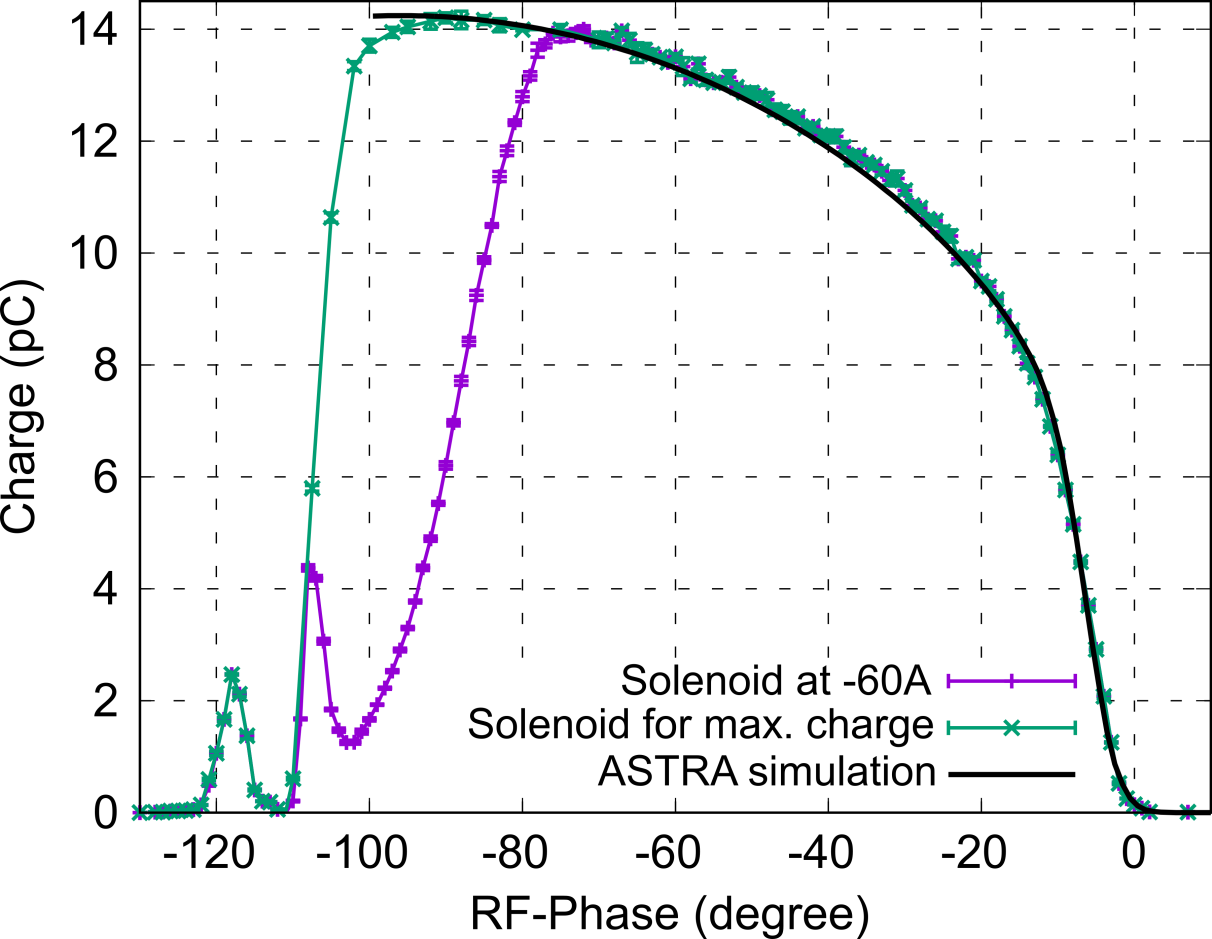 14
12
10
8
6
4
2
0
Charge (pC)
Solenoid at -60A
Solenoid for max. charge
ASTRA simulation
-120 -100 -80 -60 -40 -20 0
RF-Phase (degree)